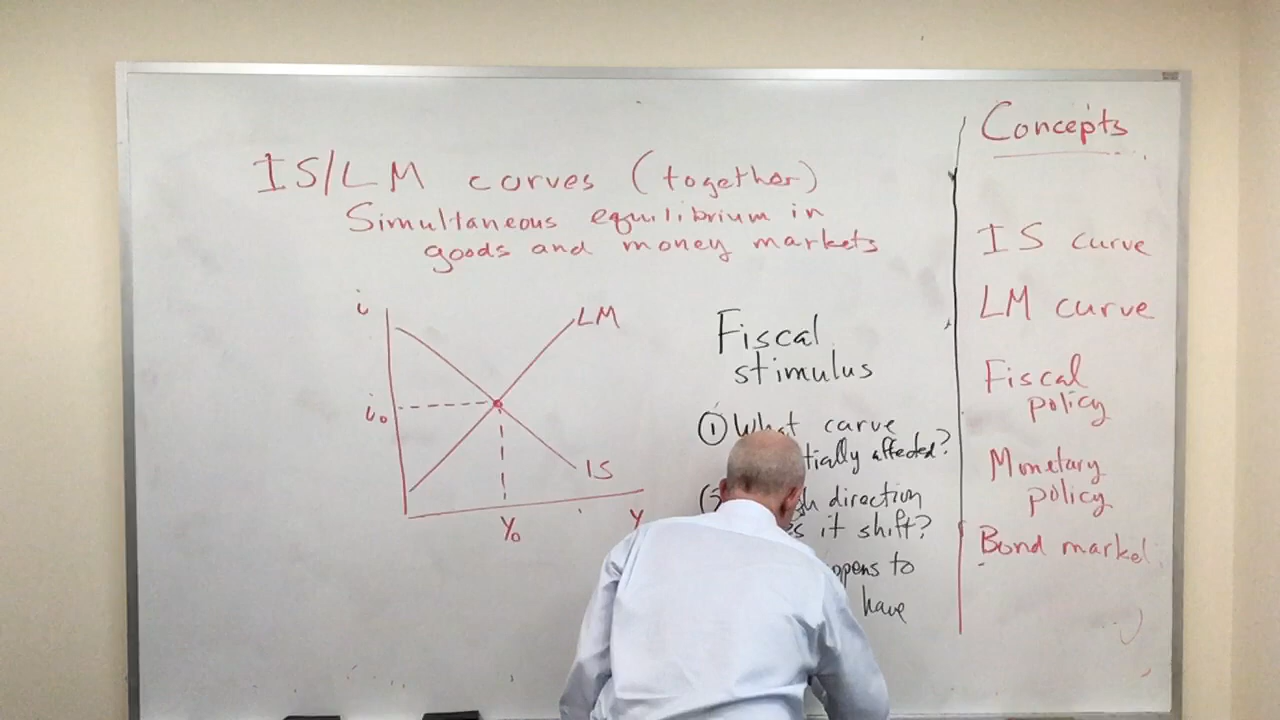 IS/LM curves (together)
Simultaneous equilibrium in
goods and money markets
i
LM
i₀
IS
Y₀
Y
Fiscal
stimulus
① What curve
tially affected?
direction
it shift?
to
have
Concepts
IS curve
LM curve
Fiscal
policy
Monetary
policy
Bond market